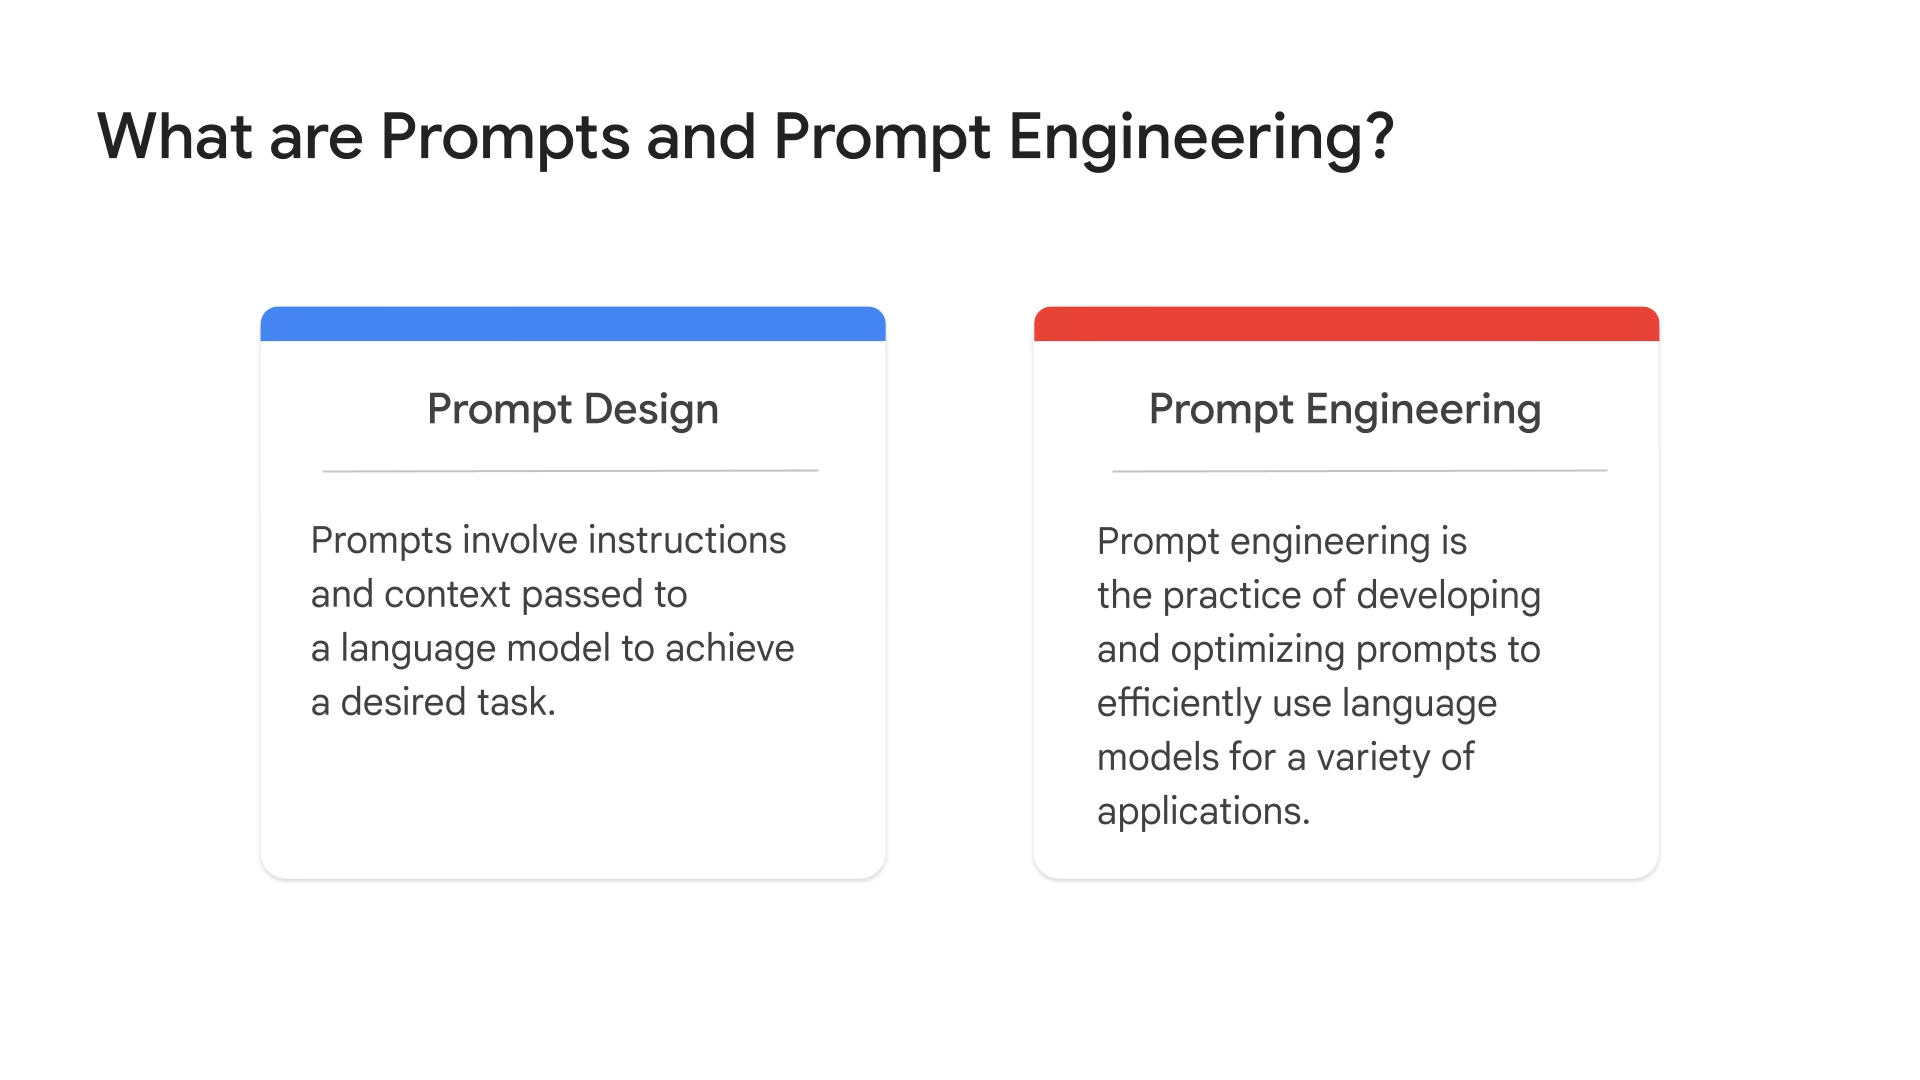 What are Prompts and Prompt Engineering?
Prompt Design
Prompts involve instructions
and context passed to
a language model to achieve
a desired task.
Prompt Engineering
Prompt engineering is
the practice of developing
and optimizing prompts to
efficiently use language
models for a variety of
applications.